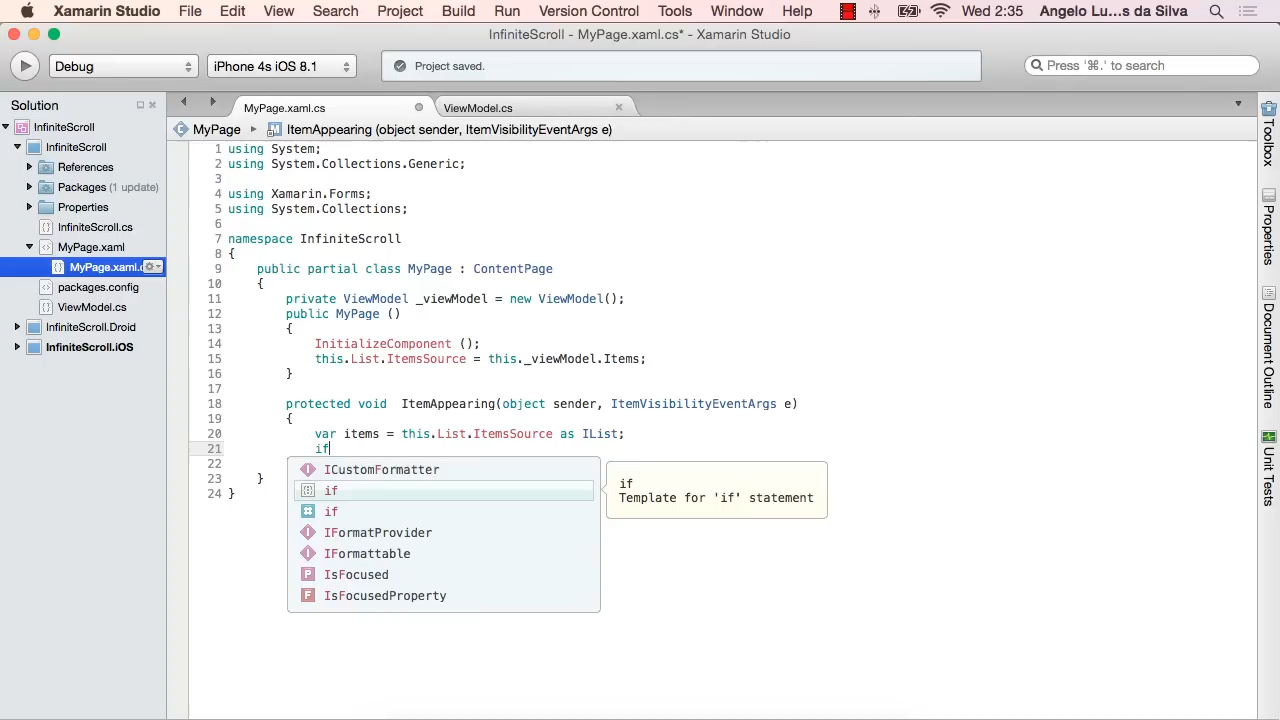 Xamarin Studio File Edit View Search Project Build Run Version Control Tools Window Help Wed 2:35 Angelo Lu...s da Silva
InfiniteScroll - MyPage.xaml.cs* - Xamarin Studio
Debug iPhone 4s iOS 8.1 Project saved. Press '⌘.' to search
Solution
InfiniteScroll
InfiniteScroll
References
Packages (1 update)
Properties
InfiniteScroll.cs
MyPage.xaml
MyPage.xaml.c
packages.config
ViewModel.cs
InfiniteScroll.Droid
InfiniteScroll.iOS
MyPage.xaml.cs ViewModel.cs
MyPage ItemAppearing (object sender, ItemVisibilityEventArgs e)
1 using System;
2 using System.Collections.Generic;
3
4 using Xamarin.Forms;
5 using System.Collections;
6
7 namespace InfiniteScroll
8 {
9 public partial class MyPage : ContentPage
10 {
11 private ViewModel _viewModel = new ViewModel();
12 public MyPage ()
13 {
14 InitializeComponent ();
15 this.List.ItemsSource = this._viewModel.Items;
16 }
17
18 protected void ItemAppearing(object sender, ItemVisibilityEventArgs e)
19 {
20 var items = this.List.ItemsSource as IList;
21 if
22
23 }
24 }
ICustomFormatter
if
if
IFormatProvider
IFormattable
IsFocused
IsFocusedProperty
if
Template for 'if' statement
Toolbox
Properties
Document Outline
Unit Tests